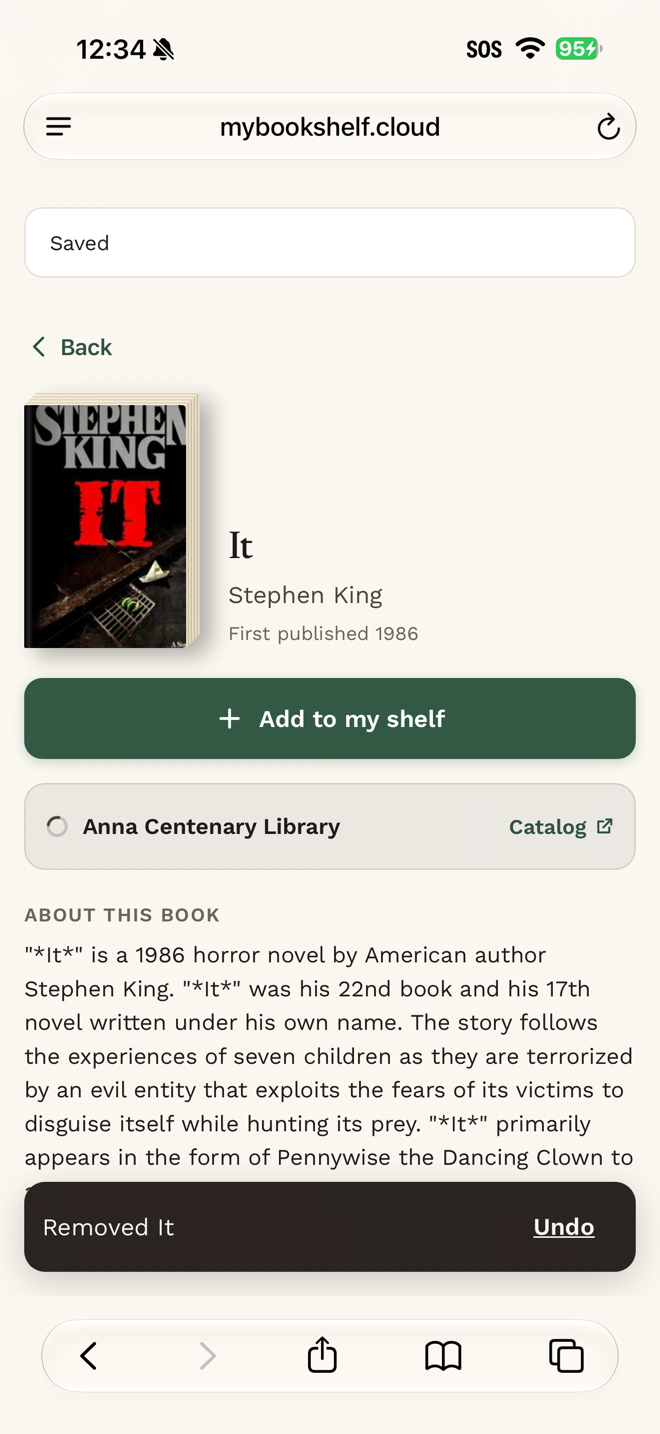 12:34
SOS
95
mybookshelf.cloud
Saved
Back
STEPHEN
KING
IT
It
Stephen King
First published 1986
+ Add to my shelf
Anna Centenary Library
Catalog
ABOUT THIS BOOK
"*It*" is a 1986 horror novel by American author
Stephen King. "*It*" was his 22nd book and his 17th
novel written under his own name. The story follows
the experiences of seven children as they are terrorized
by an evil entity that exploits the fears of its victims to
disguise itself while hunting its prey. "*It*" primarily
appears in the form of Pennywise the Dancing Clown to
Removed It
Undo